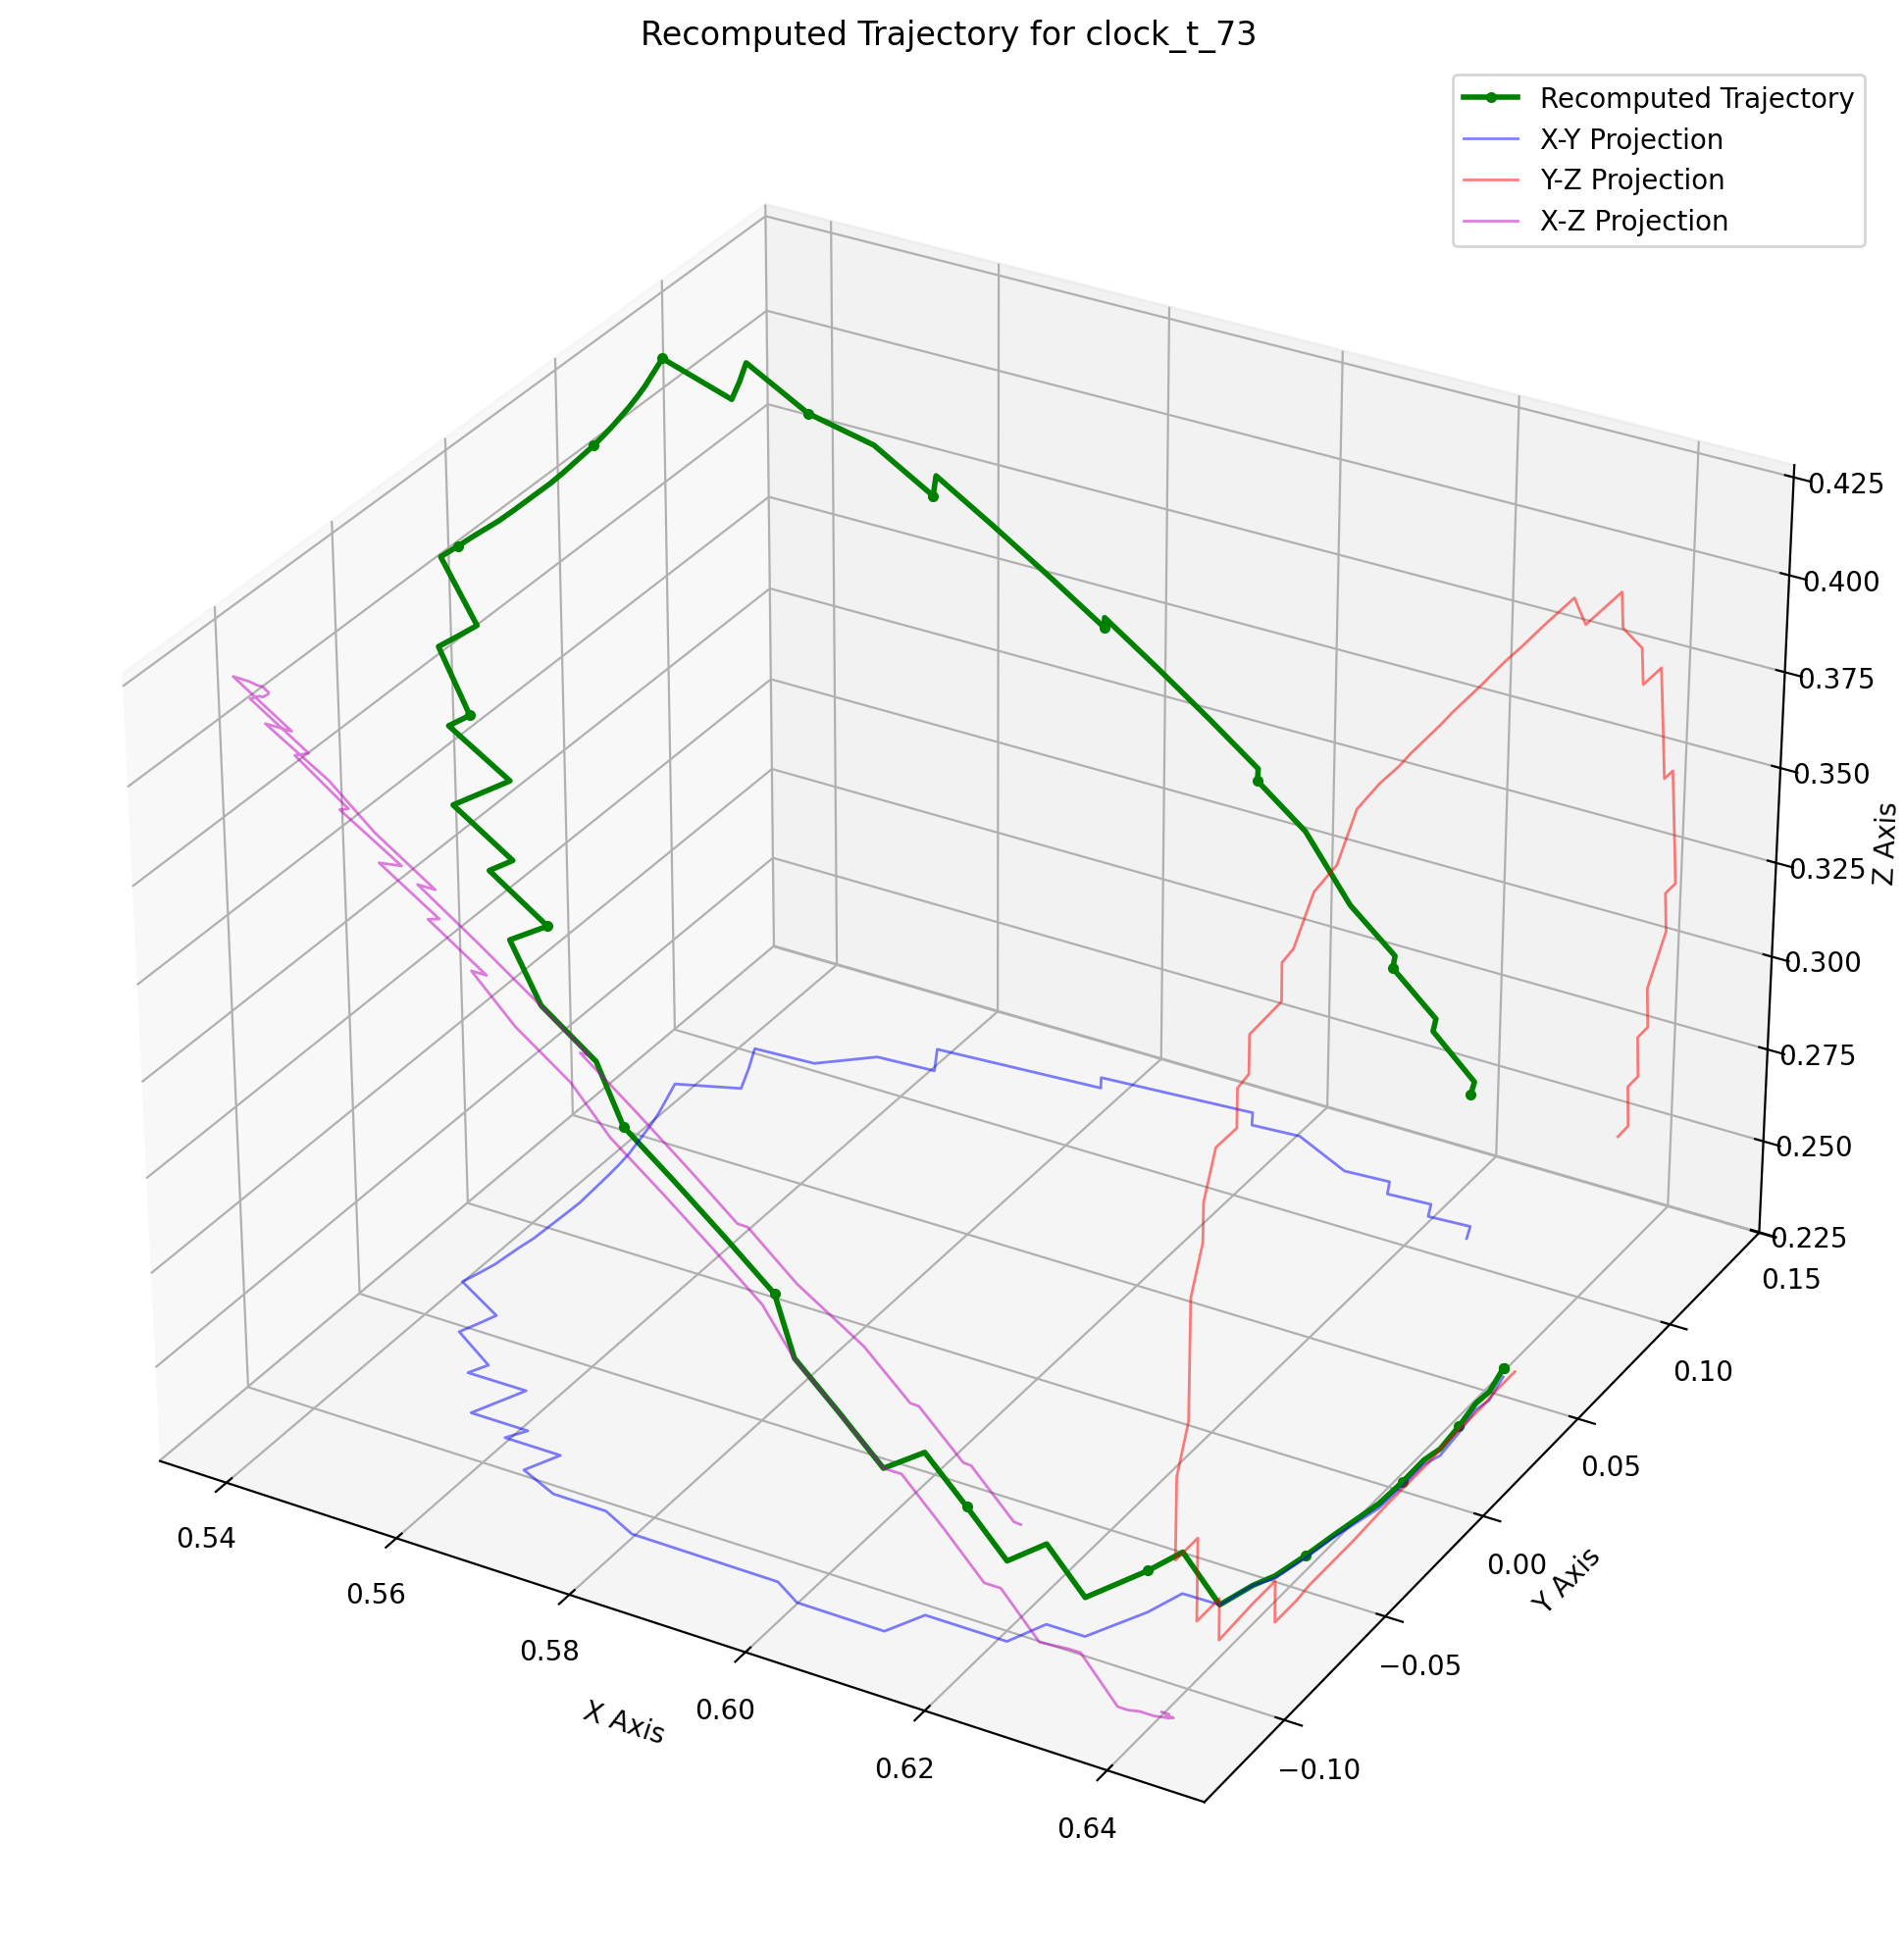 Recomputed Trajectory for clock_t_73
Recomputed Trajectory
X-Y Projection
Y-Z Projection
X-Z Projection
0.425
0.400
0.375
0.350
0.325
0.300
0.275
0.250
0.225
Z Axis
0.15
0.10
0.05
0.00
−0.05
−0.10
Y Axis
0.54
0.56
0.58
0.60
0.62
0.64
X Axis